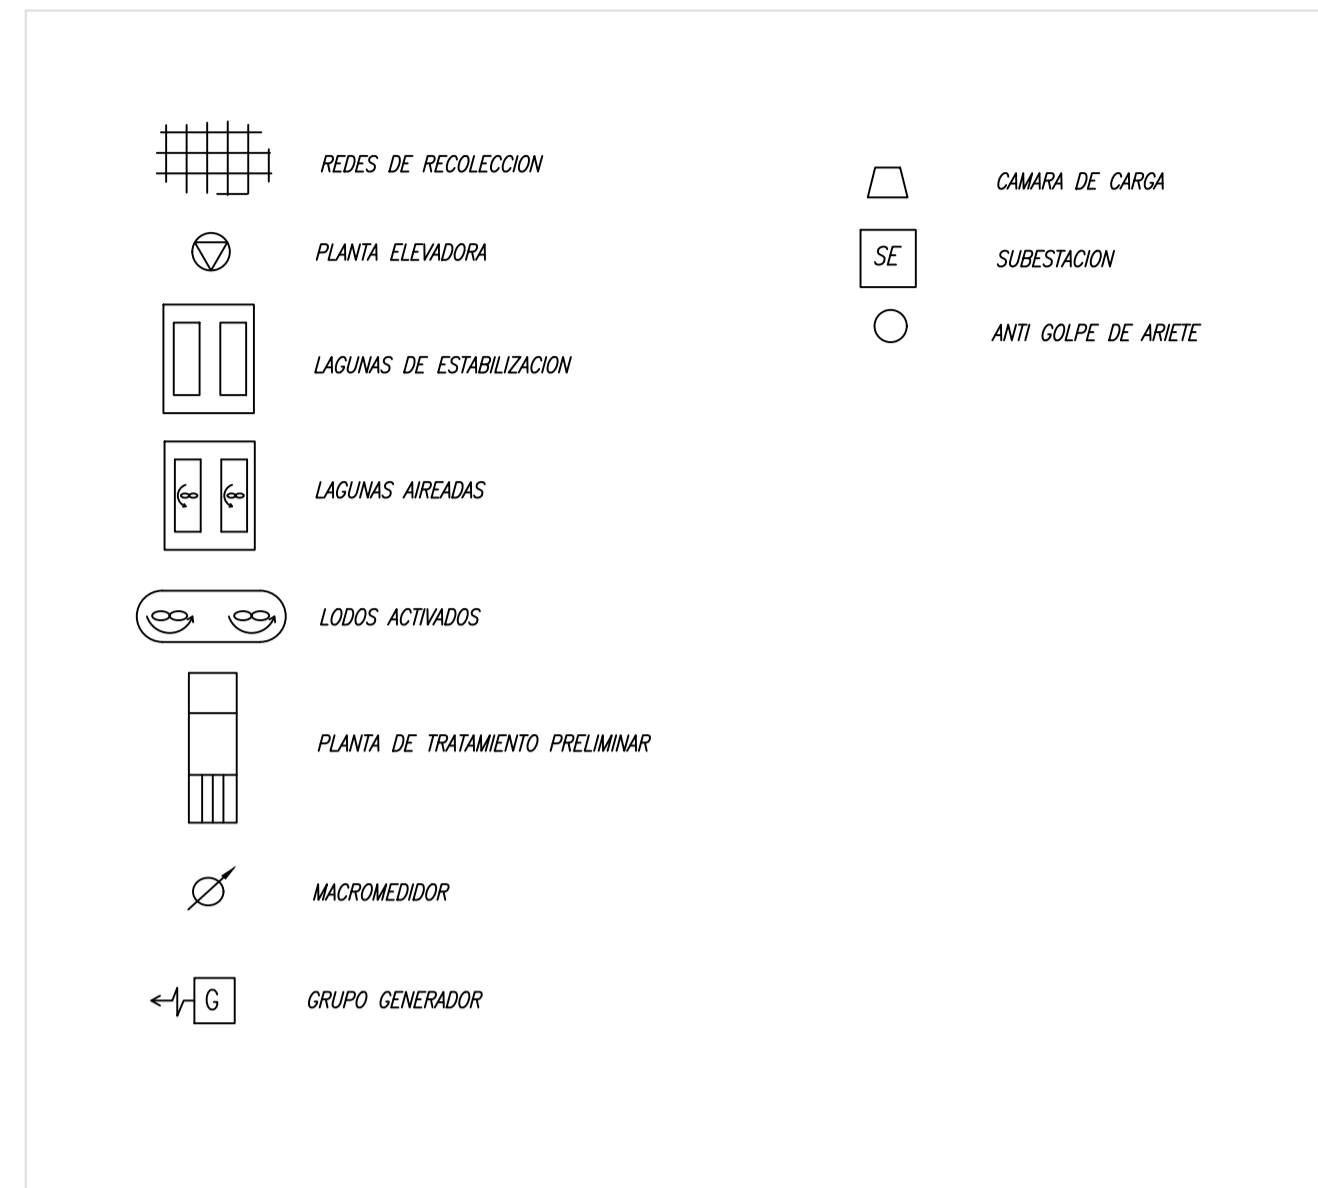 REDES DE RECOLECCION
PLANTA ELEVADORA
LAGUNAS DE ESTABILIZACION
LAGUNAS AIREADAS
LODOS ACTIVADOS
PLANTA DE TRATAMIENTO PRELIMINAR
MACROMEDIDOR
G
GRUPO GENERADOR
CAMARA DE CARGA
SE
SUBESTACION
ANTI GOLPE DE ARIETE